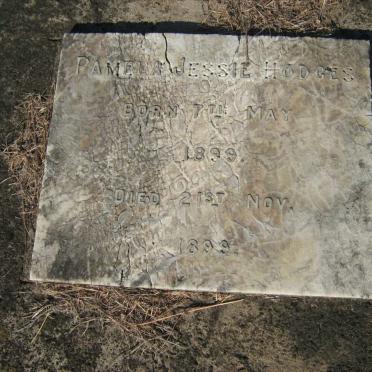 PAMELA JESSIE HODGES
BORN 7TH MAY
1899.
DIED 21ST NOV.
1899.